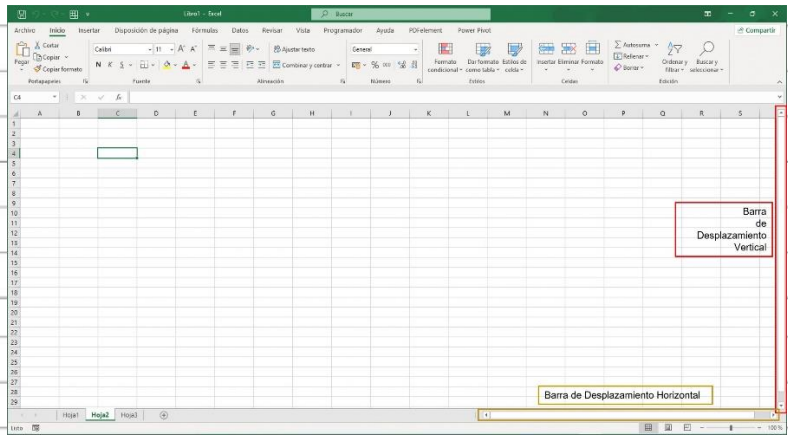 Libro1 - Excel
Buscar
Archivo Inicio Insertar Disposición de página Fórmulas Datos Revisar Vista Programador Ayuda PDFelement Power Pivot Compartir
Pegar
Cortar
Copiar
Copiar formato
Portapapeles
Calibri 11 A A
N K S A
Fuente
Ajustar texto
Combinar y centrar
Alineación
General
% 000
Número
Formato condicional
Dar formato como tabla
Estilos de celda
Estilos
Insertar Eliminar Formato
Celdas
Autosuma
Rellenar
Borrar
Ordenar y filtrar
Buscar y seleccionar
Edición
C4 fx
A B C D E F G H I J K L M N O P Q R S
1
2
3
4
5
6
7
8
9
10
11
12
13
14
15
16
17
18
19
20
21
22
23
24
25
26
27
28
29
Barra
de
Desplazamiento
Vertical
Barra de Desplazamiento Horizontal
Hoja1 Hoja2 Hoja3
Listo 100 %